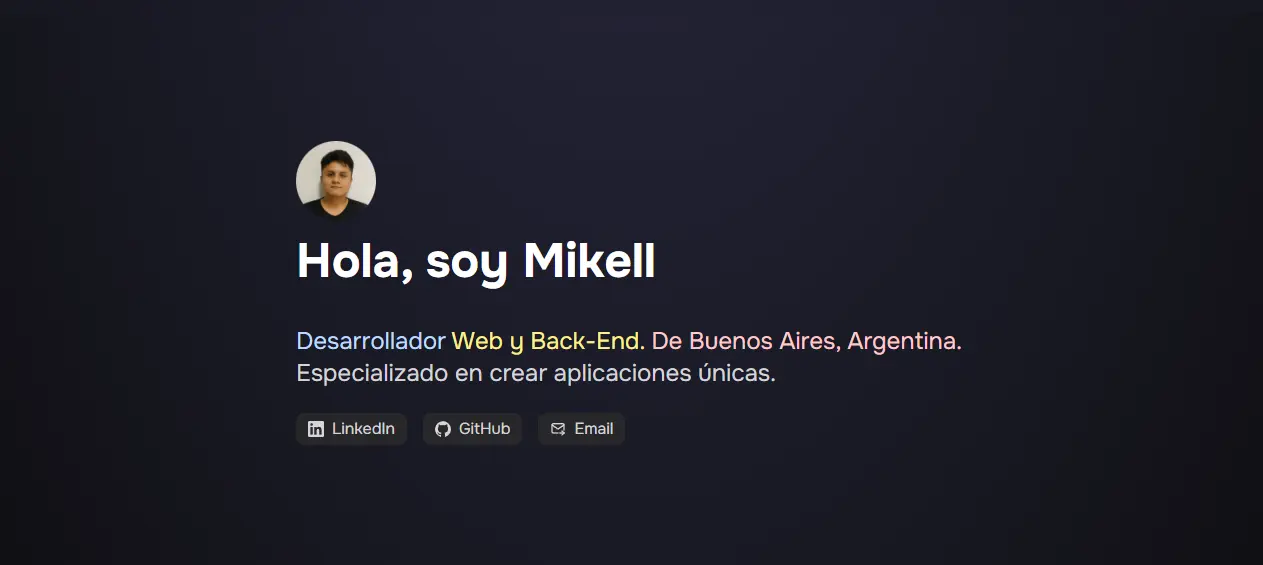 Hola, soy Mikell
Desarrollador Web y Back-End. De Buenos Aires, Argentina.
Especializado en crear aplicaciones únicas.
LinkedIn GitHub Email